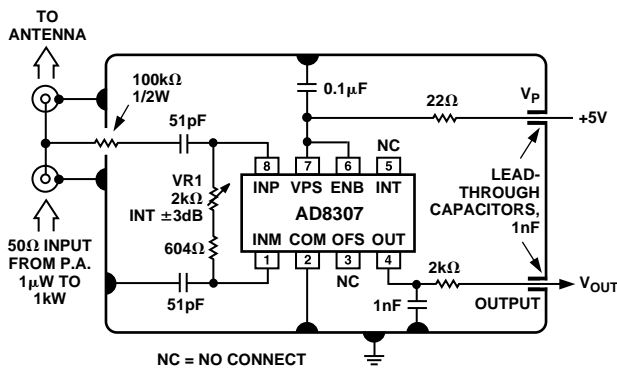 TO
ANTENNA
100kΩ
1/2W
51pF
0.1μF
22Ω
VP
+5V
NC
8
7
6
5
INP
VPS
ENB
INT
VR1
2kΩ
INT ±3dB
AD8307
LEAD-
THROUGH
CAPACITORS,
1nF
604Ω
INM
COM
OFS
OUT
1
2
3
4
NC
50Ω INPUT
FROM P.A.
1μW TO
1kW
51pF
1nF
2kΩ
OUTPUT
VOUT
NC = NO CONNECT